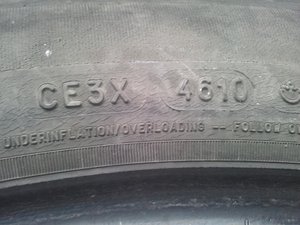 CE3X 4610
UNDERINFLATION/OVERLOADING -- FOLLOW O